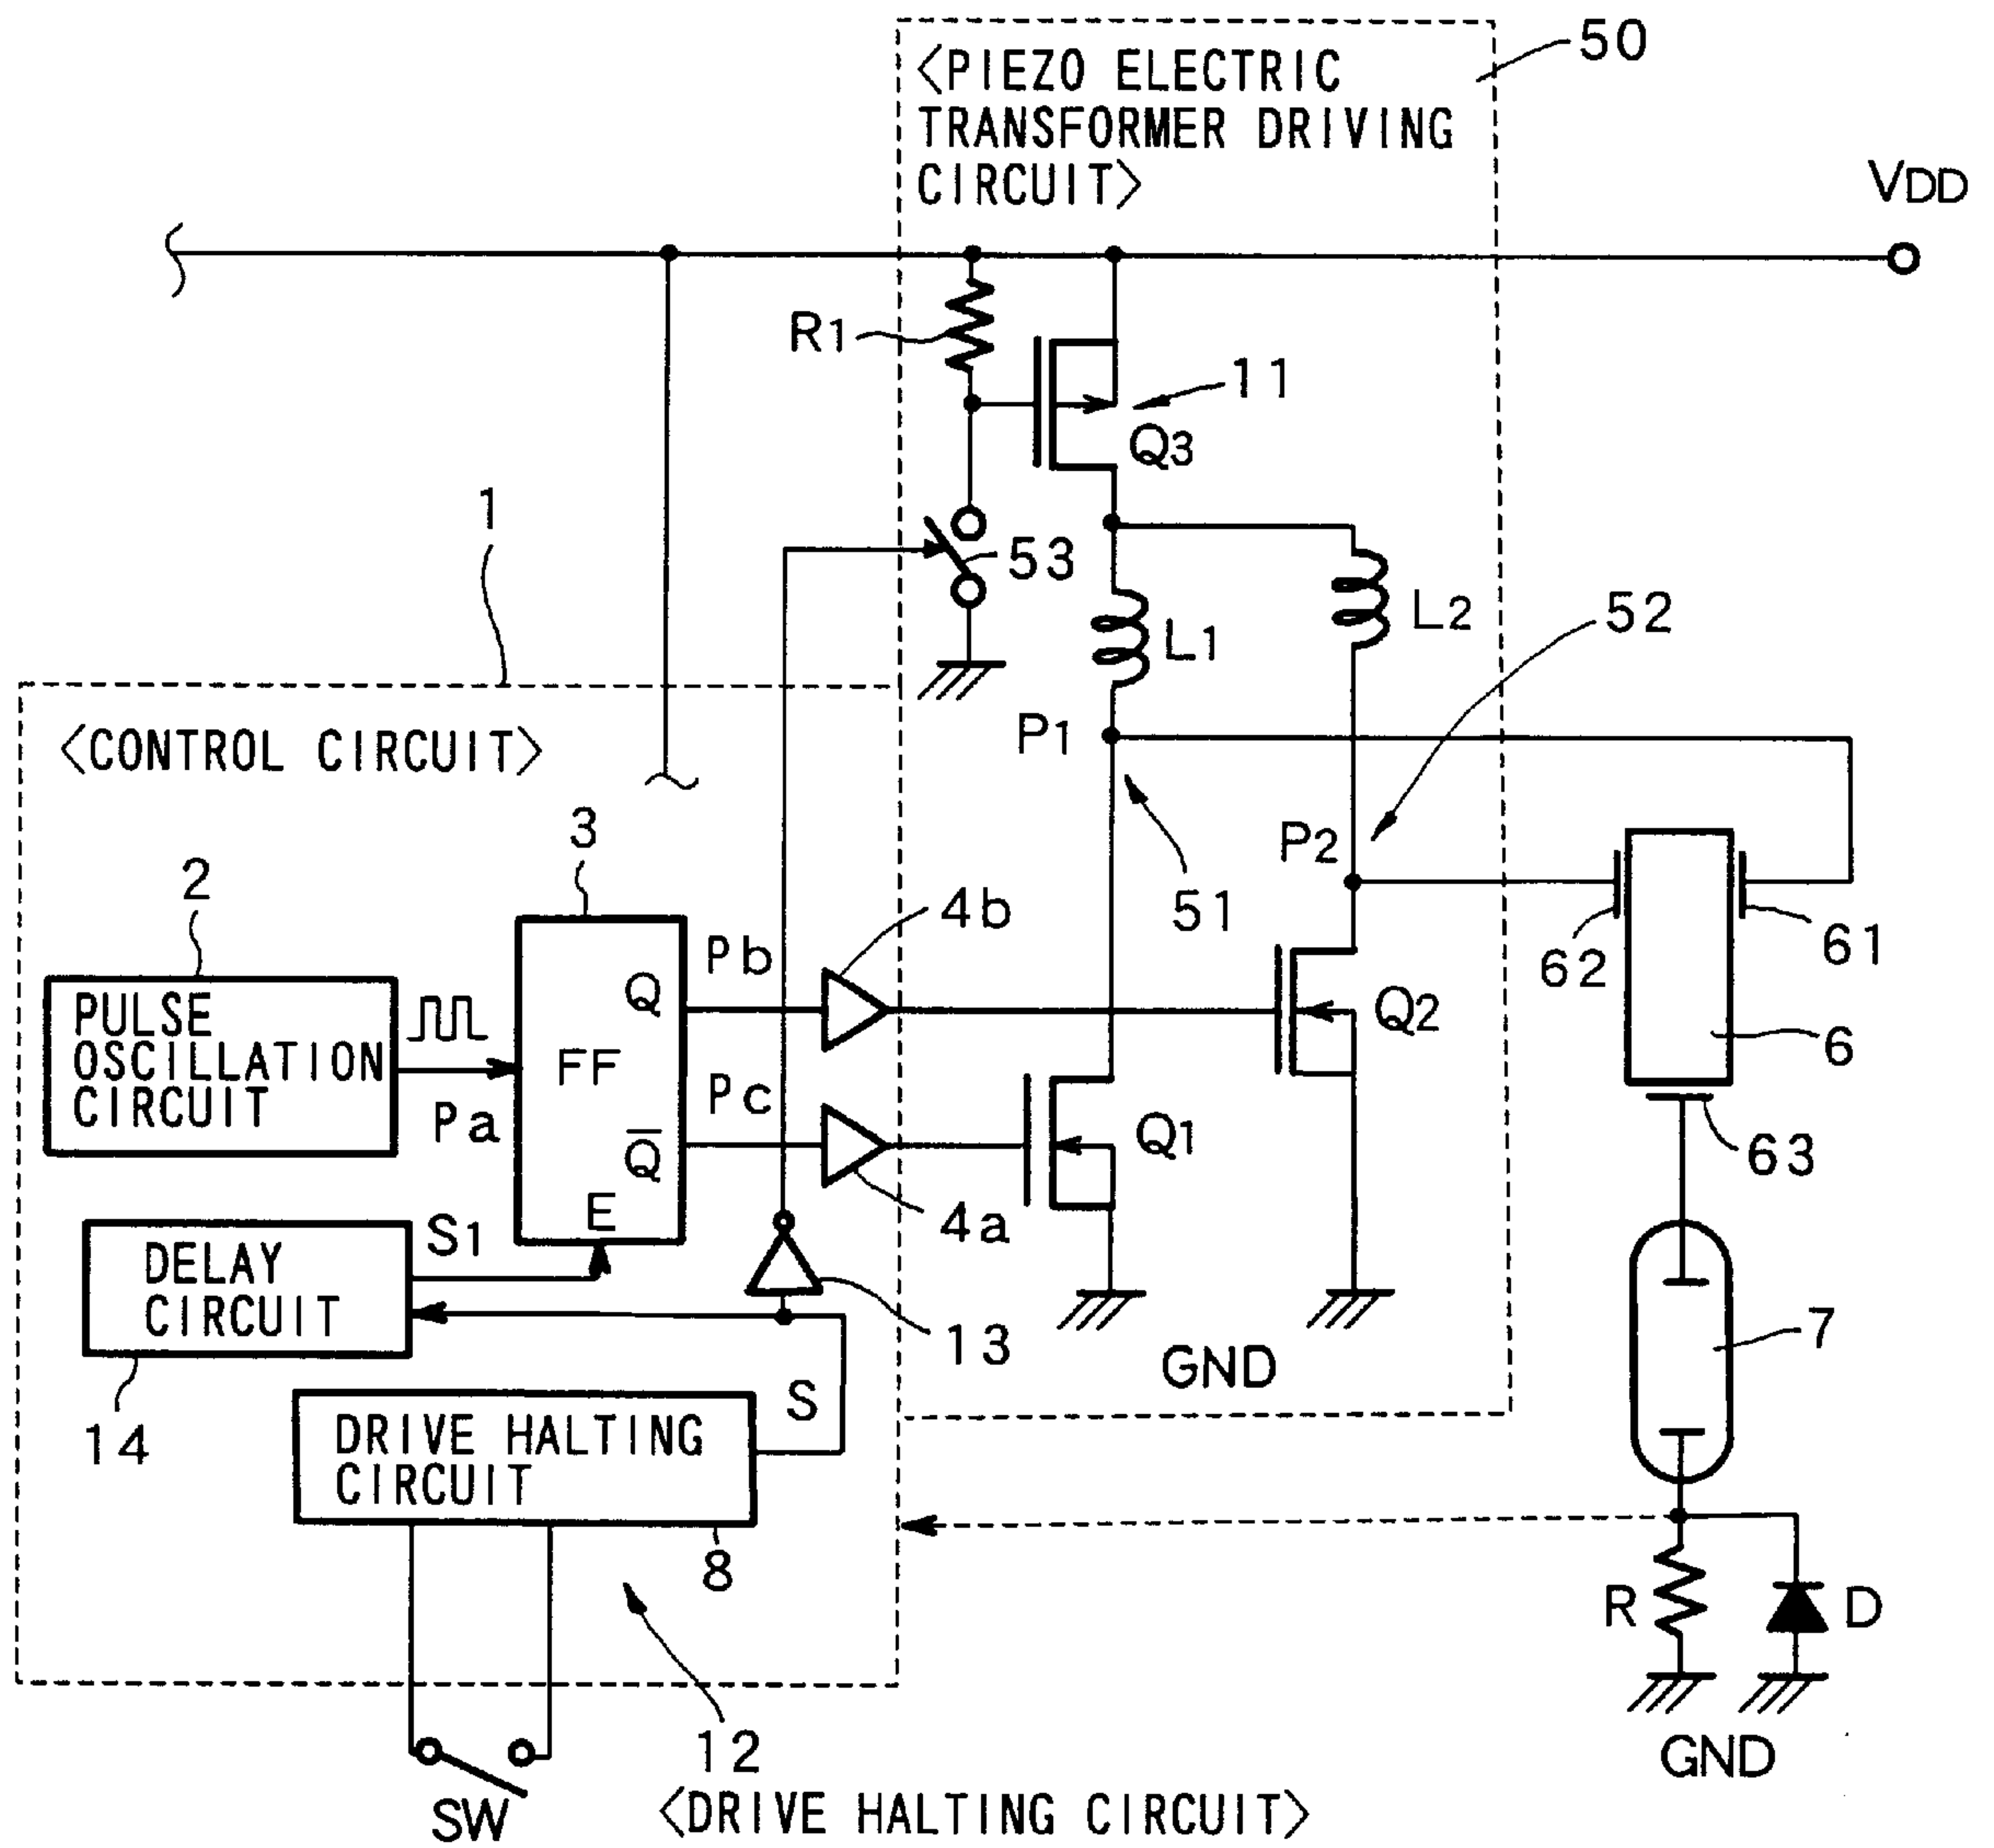 50
<PIEZO ELECTRIC
TRANSFORMER DRIVING
CIRCUIT>
VDD
R1
11
Q3
1
53
L1
L2
52
<CONTROL CIRCUIT>
P1
3
P2
2
4b
51
62
61
Pb
Q
Q2
PULSE
OSCILLATION
CIRCUIT
FF
6
Pa
Pc
Q̅
Q1
63
E
4a
S1
DELAY
CIRCUIT
13
7
GND
14
S
DRIVE HALTING
CIRCUIT
8
R
D
12
GND
SW
<DRIVE HALTING CIRCUIT>